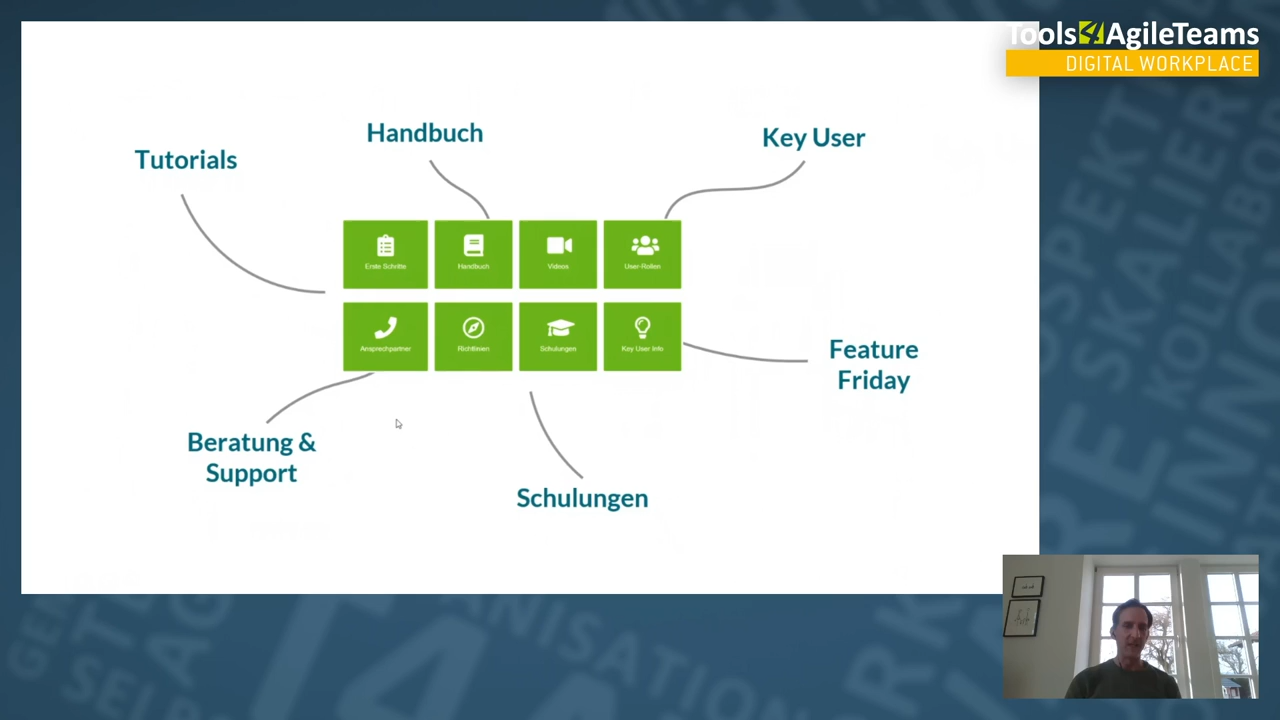 Tools4AgileTeams
DIGITAL WORKPLACE
Handbuch
Key User
Tutorials
Erste Schritte
Handbuch
Videos
User-Rollen
Ansprechpartner
Richtlinien
Schulungen
Key User Info
Feature
Friday
Beratung &
Support
Schulungen